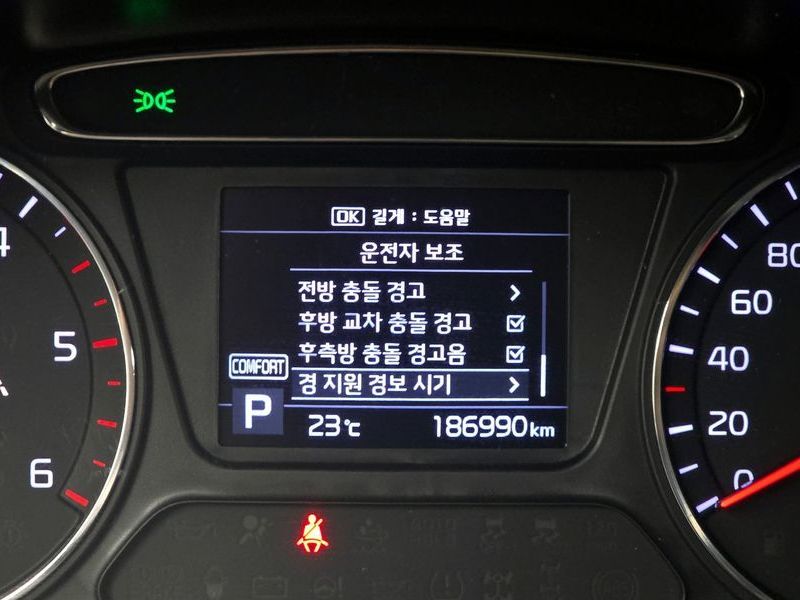 OK 길게 : 도움말
운전자 보조
전방 충돌 경고
후방 교차 충돌 경고
후측방 충돌 경고음
경 지원 경보 시기
COMFORT
P
23℃
186990km
4
5
6
80
60
40
20
0